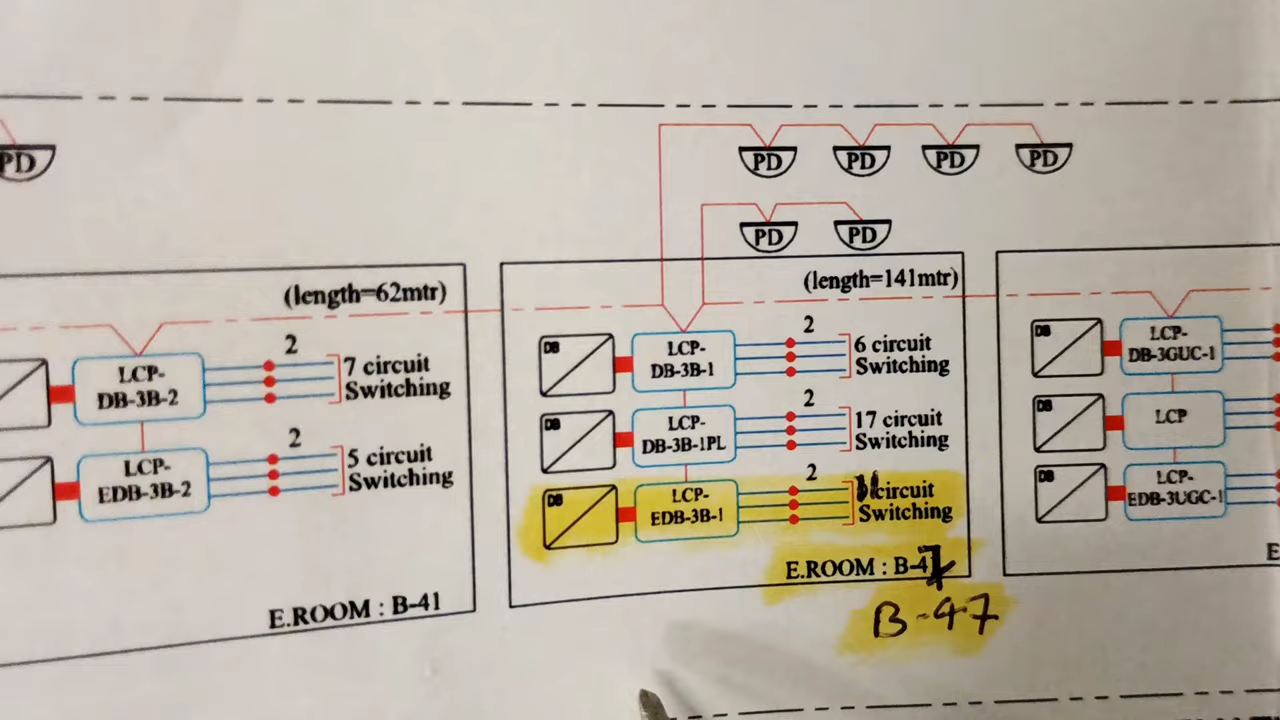 PD
PD PD PD PD
PD PD
(length=62mtr)
LCP-
DB-3B-2
2
7 circuit
Switching
LCP-
EDB-3B-2
2
5 circuit
Switching
E.ROOM : B-41
(length=141mtr)
DB
LCP-
DB-3B-1
2
6 circuit
Switching
DB
LCP-
DB-3B-1PL
2
17 circuit
Switching
DB
LCP-
EDB-3B-1
2
11 circuit
Switching
E.ROOM : B-47
B-47
DB
LCP-
DB-3GUC-1
DB
LCP
DB
LCP-
EDB-3UGC-1
E